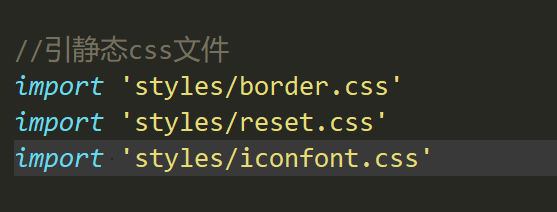 //引静态css文件
import 'styles/border.css'
import 'styles/reset.css'
import 'styles/iconfont.css'